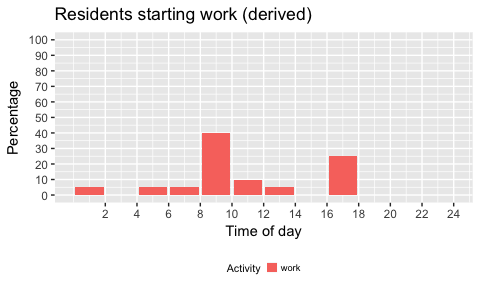 Residents starting work (derived)
Percentage
100
90
80
70
60
50
40
30
20
10
0
2 4 6 8 10 12 14 16 18 20 22 24
Time of day
Activity work